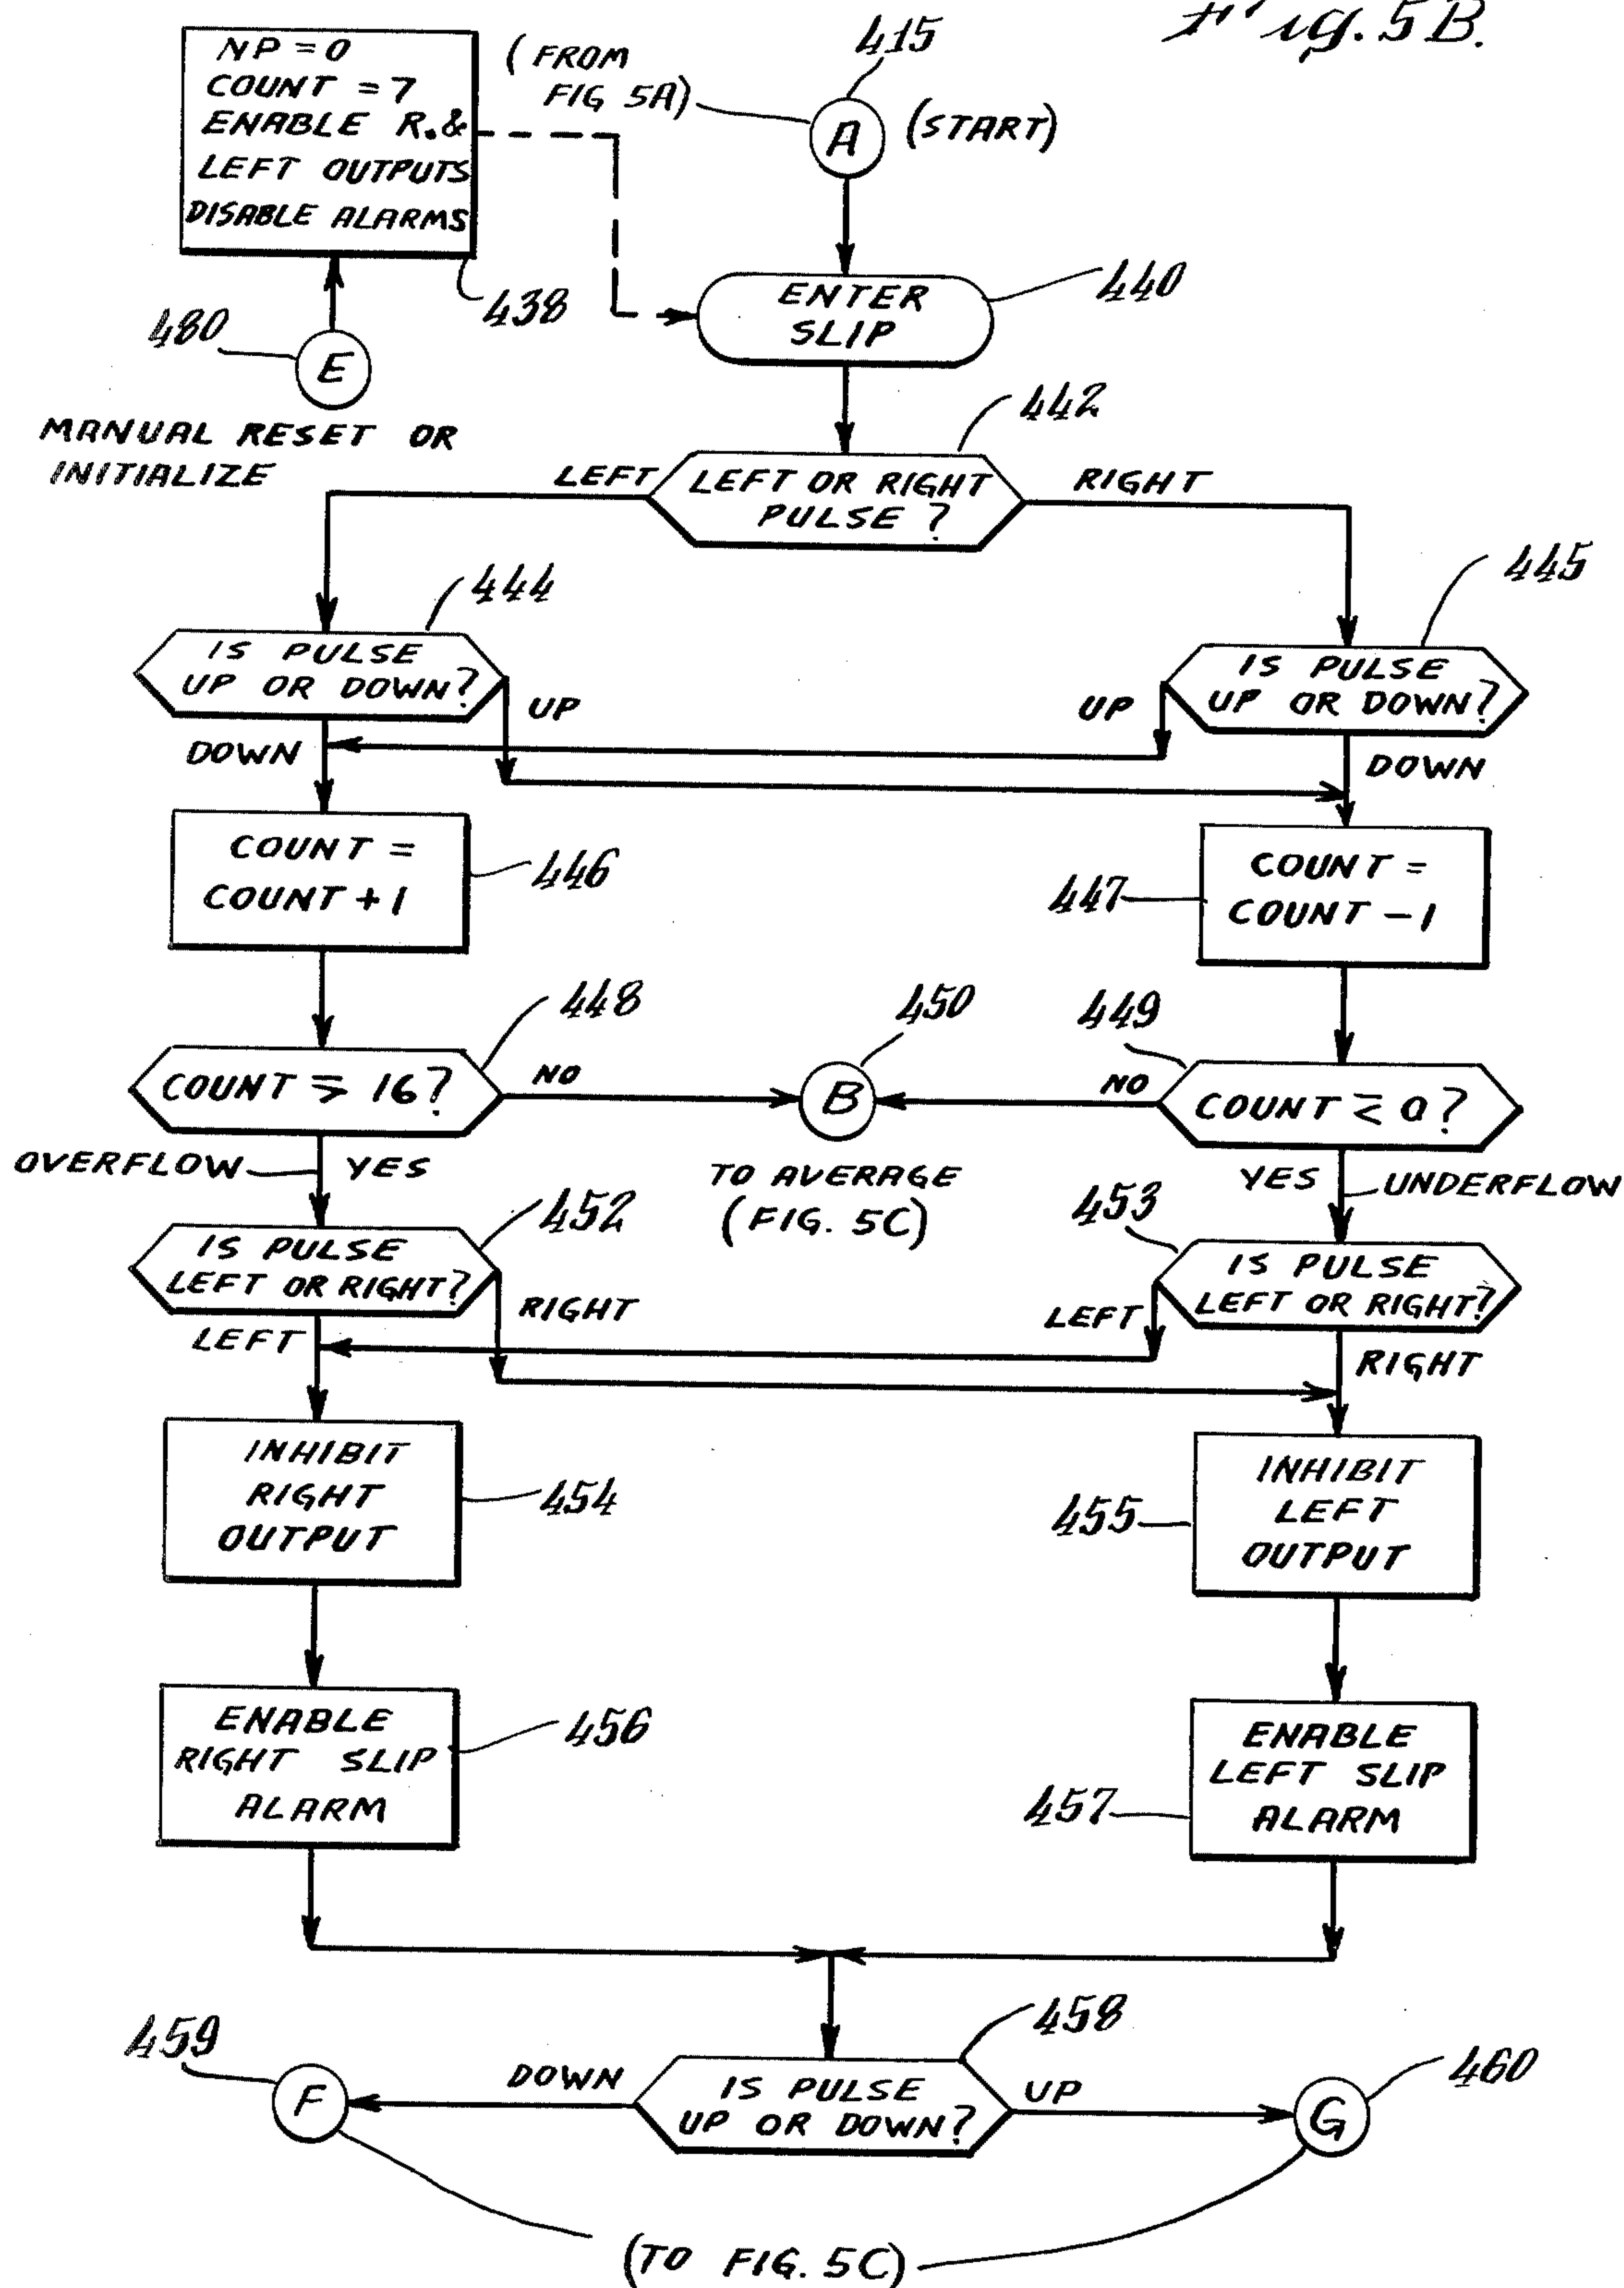 Fig. 5B.
NP = 0
COUNT = 7
ENABLE R. &
LEFT OUTPUTS
DISABLE ALARMS
(FROM
FIG 5A)
415
A
(START)
438
480
E
MANUAL RESET OR
INITIALIZE
ENTER
SLIP
440
442
LEFT
LEFT OR RIGHT
PULSE ?
RIGHT
444
445
IS PULSE
UP OR DOWN?
UP
DOWN
IS PULSE
UP OR DOWN?
UP
DOWN
COUNT =
COUNT + 1
446
447
COUNT =
COUNT - 1
448
450
449
COUNT ⋝ 16?
NO
B
NO
COUNT ⋜ 0?
OVERFLOW
YES
TO AVERAGE
(FIG. 5C)
YES
UNDERFLOW
452
453
IS PULSE
LEFT OR RIGHT?
RIGHT
LEFT
IS PULSE
LEFT OR RIGHT?
LEFT
RIGHT
INHIBIT
RIGHT
OUTPUT
454
455
INHIBIT
LEFT
OUTPUT
ENABLE
RIGHT SLIP
ALARM
456
457
ENABLE
LEFT SLIP
ALARM
458
459
F
DOWN
IS PULSE
UP OR DOWN?
UP
G
460
(TO FIG. 5C)